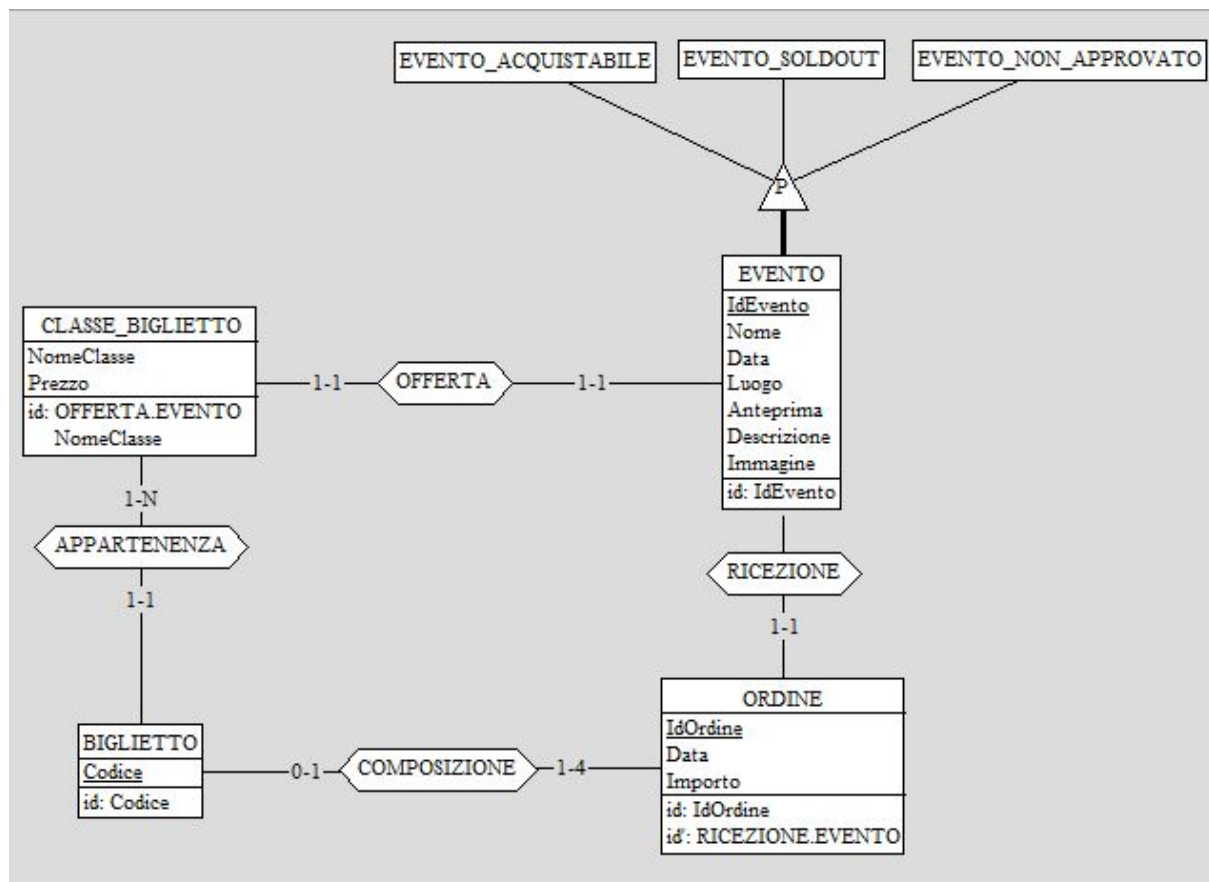 EVENTO_ACQUISTABILE
EVENTO_SOLDOUT
EVENTO_NON_APPROVATO
P
EVENTO
IdEvento
Nome
Data
Luogo
Anteprima
Descrizione
Immagine
id: IdEvento
CLASSE_BIGLIETTO
NomeClasse
Prezzo
id: OFFERTA.EVENTO
NomeClasse
1-1
OFFERTA
1-1
1-N
APPARTENENZA
1-1
RICEZIONE
1-1
BIGLIETTO
Codice
id: Codice
0-1
COMPOSIZIONE
1-4
ORDINE
IdOrdine
Data
Importo
id: IdOrdine
id': RICEZIONE.EVENTO